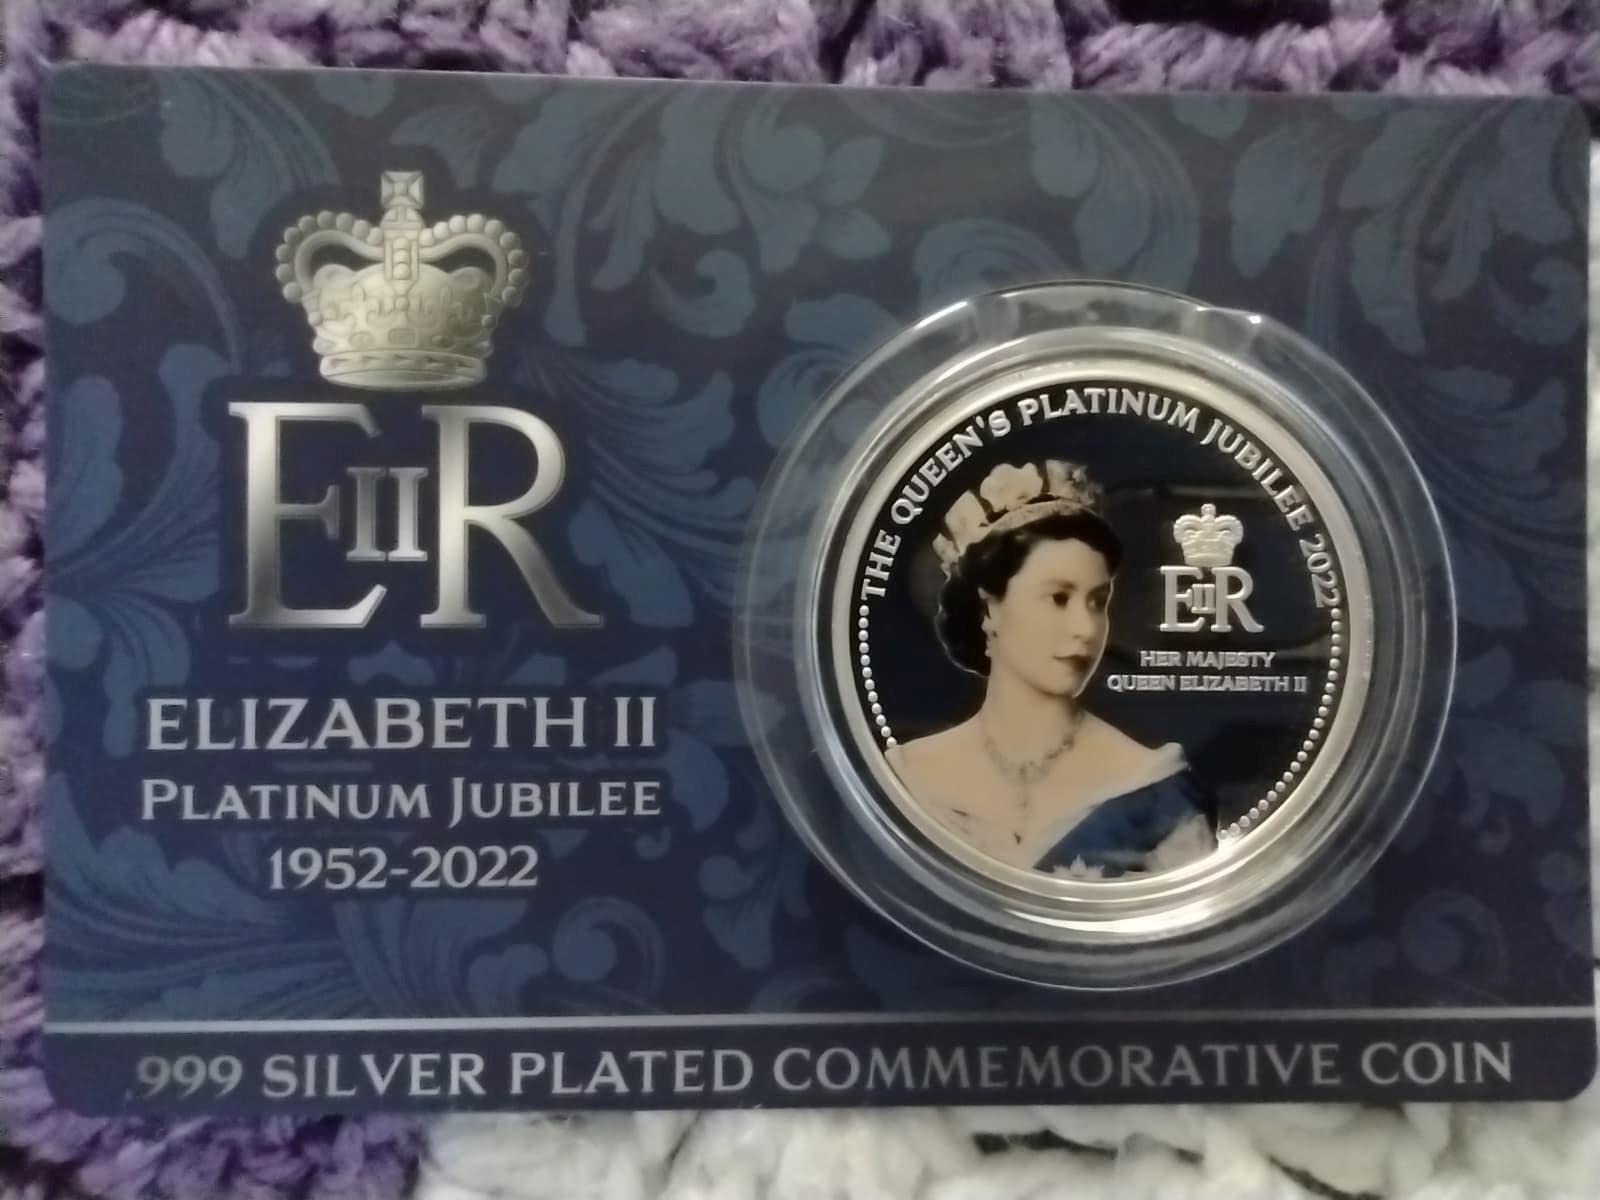 EIIR
ELIZABETH II
PLATINUM JUBILEE
1952-2022
THE QUEEN'S PLATINUM JUBILEE 2022
EIIR
HER MAJESTY
QUEEN ELIZABETH II
.999 SILVER PLATED COMMEMORATIVE COIN